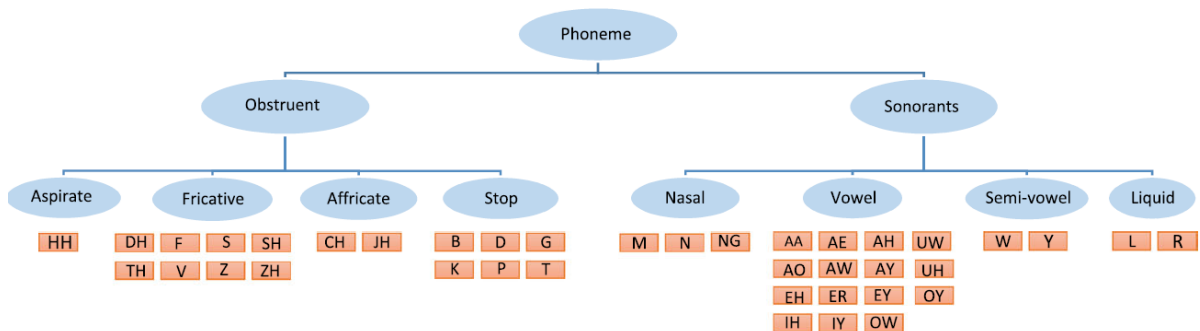 Phoneme
Obstruent Sonorants
Aspirate Fricative Affricate Stop Nasal Vowel Semi-vowel Liquid
HH DH F S SH CH JH B D G M N NG AA AE AH UW W Y L R
TH V Z ZH K P T AO AW AY UH
EH ER EY OY
IH IY OW